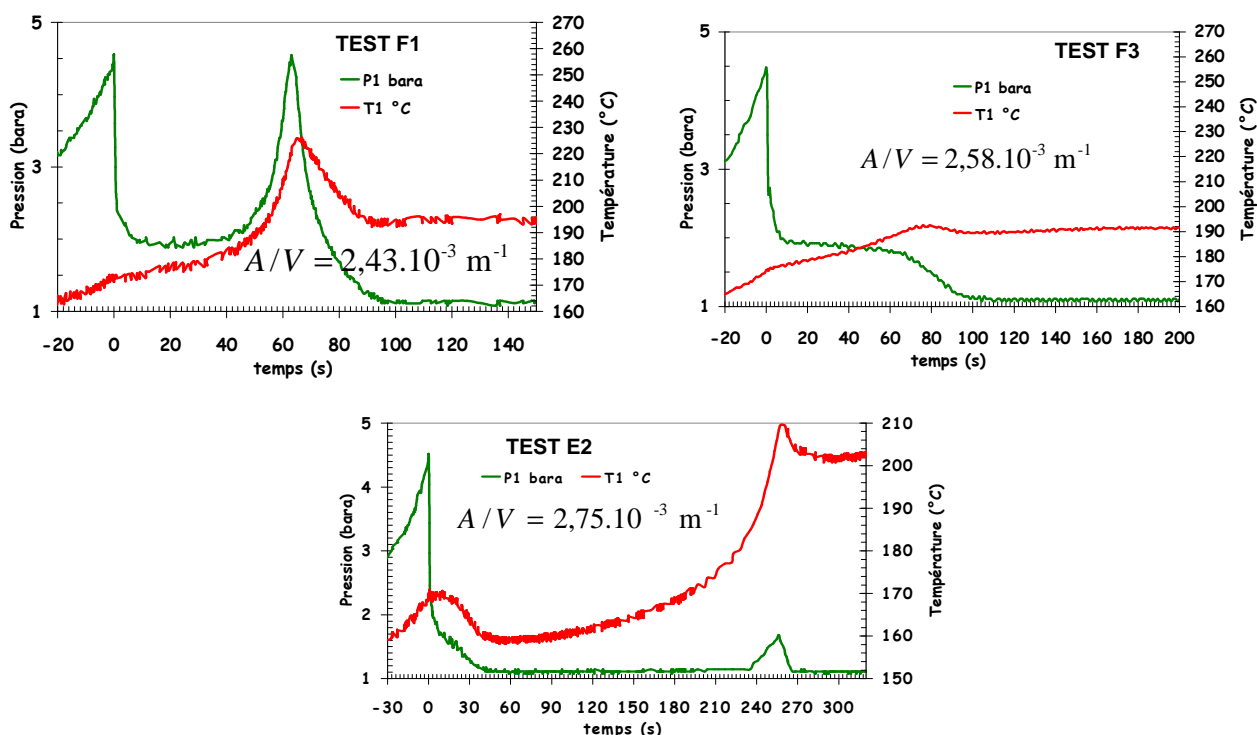 TEST F1
P1 bara
T1 °C
A/V = 2,43.10⁻³ m⁻¹
Pression (bara)
5
3
1
Température (°C)
270
260
250
240
230
220
210
200
190
180
170
160
-20 0 20 40 60 80 100 120 140
temps (s)
TEST F3
P1 bara
T1 °C
A/V = 2,58.10⁻³ m⁻¹
Pression (bara)
5
3
1
Température (°C)
270
260
250
240
230
220
210
200
190
180
170
160
-20 0 20 40 60 80 100 120 140 160 180 200
temps (s)
TEST E2
P1 bara T1 °C
A/V = 2,75.10 ⁻³ m⁻¹
Pression (bara)
5
4
3
2
1
Température (°C)
210
200
190
180
170
160
150
-30 0 30 60 90 120 150 180 210 240 270 300
temps (s)